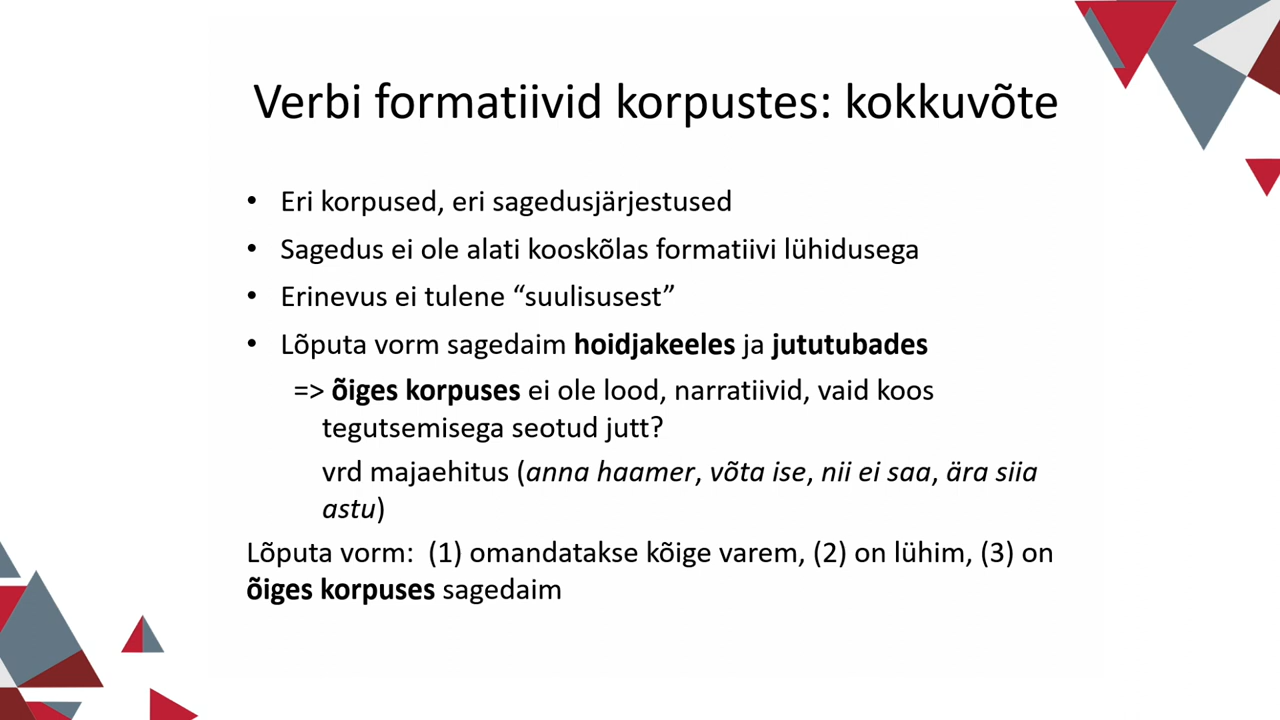 Verbi formatiivid korpustes: kokkuvõte
• Eri korpused, eri sagedusjärjestused
• Sagedus ei ole alati kooskõlas formatiivi lühidusega
• Erinevus ei tulene “suulisusest”
• Lõputa vorm sagedaim hoidjakeeles ja jututubades
=> õiges korpuses ei ole lood, narratiivid, vaid koos
tegutsemisega seotud jutt?
vrd majaehitus (anna haamer, võta ise, nii ei saa, ära siia
astu)
Lõputa vorm: (1) omandatakse kõige varem, (2) on lühim, (3) on
õiges korpuses sagedaim